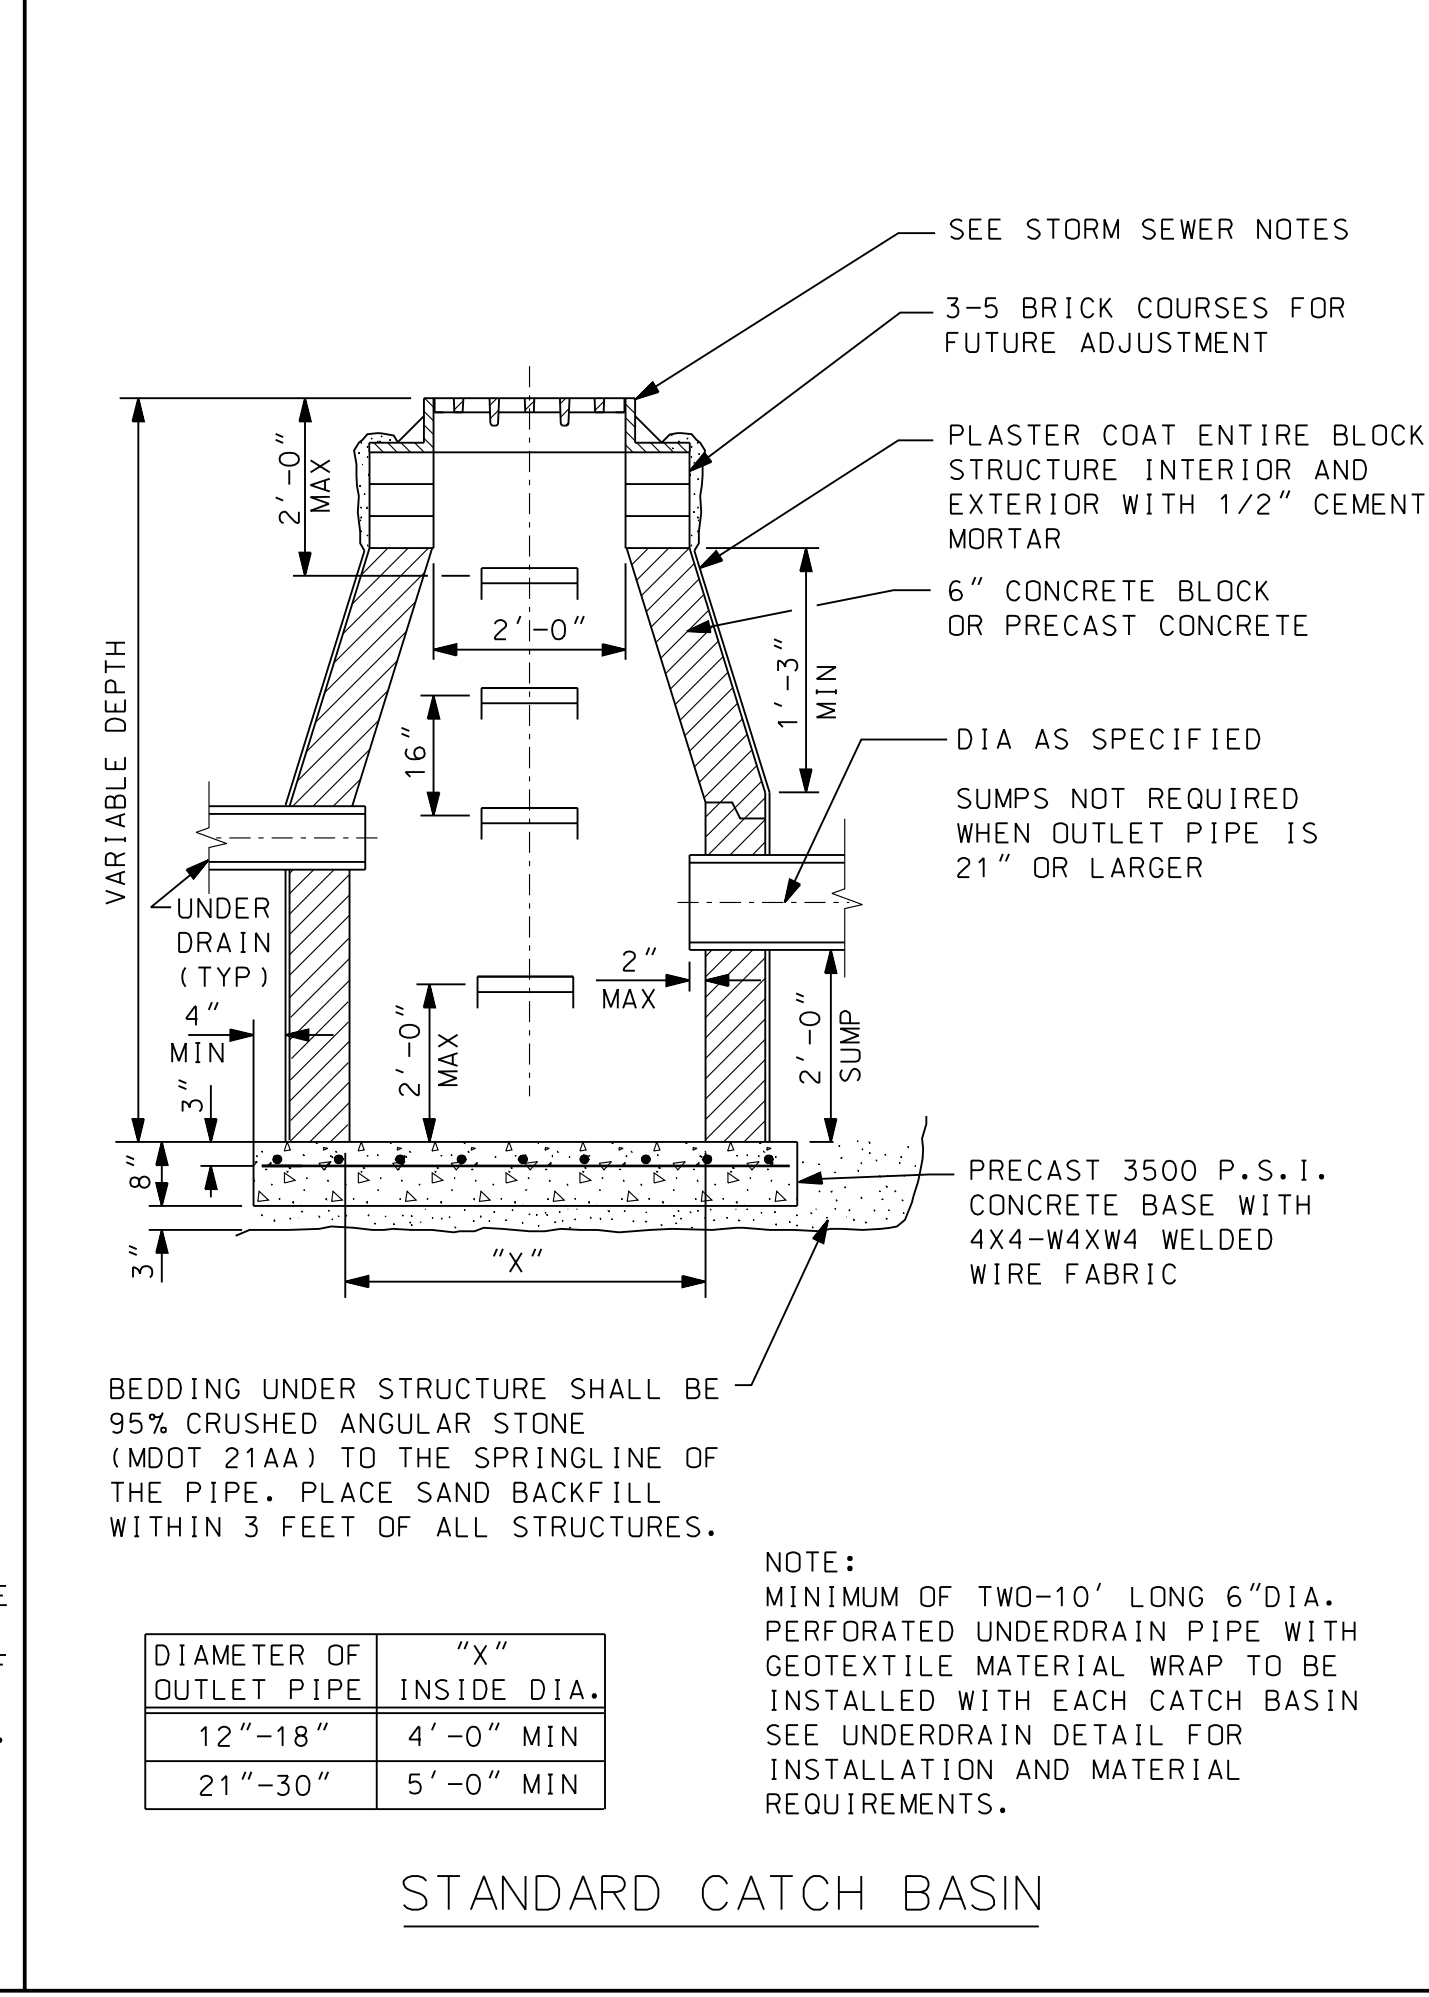 SEE STORM SEWER NOTES
3-5 BRICK COURSES FOR
FUTURE ADJUSTMENT
PLASTER COAT ENTIRE BLOCK
STRUCTURE INTERIOR AND
EXTERIOR WITH 1/2" CEMENT
MORTAR
6" CONCRETE BLOCK
OR PRECAST CONCRETE
2'-0"
MAX
2'-0"
1'-3"
MIN
16"
VARIABLE DEPTH
DIA AS SPECIFIED
SUMPS NOT REQUIRED
WHEN OUTLET PIPE IS
21" OR LARGER
UNDER
DRAIN
(TYP)
2"
MAX
4"
MIN
2'-0"
MAX
2'-0"
SUMP
3"
8"
3"
"X"
PRECAST 3500 P.S.I.
CONCRETE BASE WITH
4X4-W4XW4 WELDED
WIRE FABRIC
BEDDING UNDER STRUCTURE SHALL BE
95% CRUSHED ANGULAR STONE
(MDOT 21AA) TO THE SPRINGLINE OF
THE PIPE. PLACE SAND BACKFILL
WITHIN 3 FEET OF ALL STRUCTURES.
NOTE:
MINIMUM OF TWO-10' LONG 6"DIA.
PERFORATED UNDERDRAIN PIPE WITH
GEOTEXTILE MATERIAL WRAP TO BE
INSTALLED WITH EACH CATCH BASIN
SEE UNDERDRAIN DETAIL FOR
INSTALLATION AND MATERIAL
REQUIREMENTS.
DIAMETER OF "X"
OUTLET PIPE INSIDE DIA.
12"-18" 4'-0" MIN
21"-30" 5'-0" MIN
STANDARD CATCH BASIN